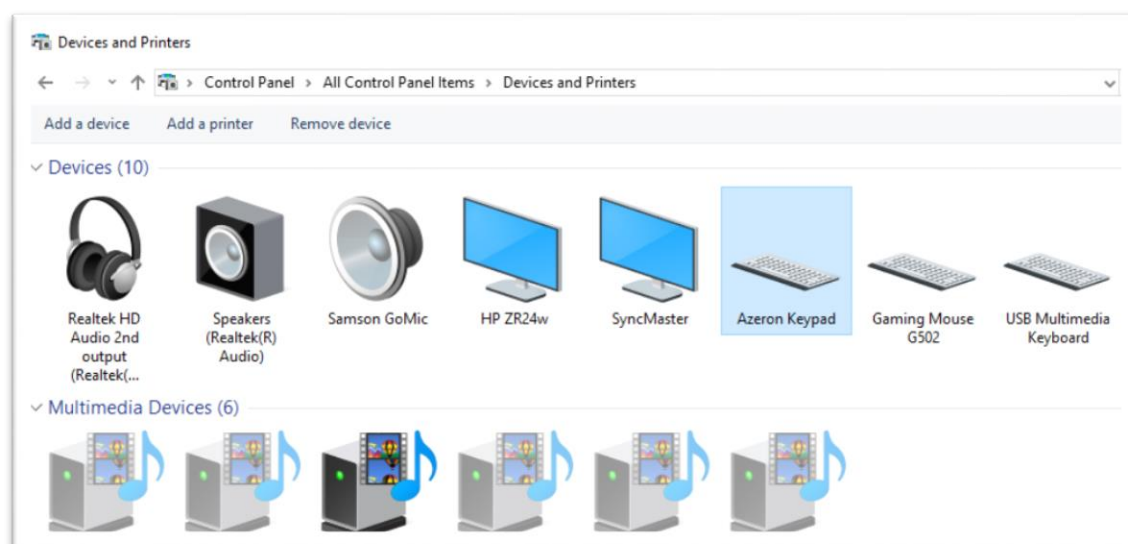 Devices and Printers
Control Panel > All Control Panel Items > Devices and Printers
Add a device Add a printer Remove device
Devices (10)
Realtek HD
Audio 2nd
output
(Realtek(...
Speakers
(Realtek(R)
Audio)
Samson GoMic
HP ZR24w
SyncMaster
Azeron Keypad
Gaming Mouse
G502
USB Multimedia
Keyboard
Multimedia Devices (6)